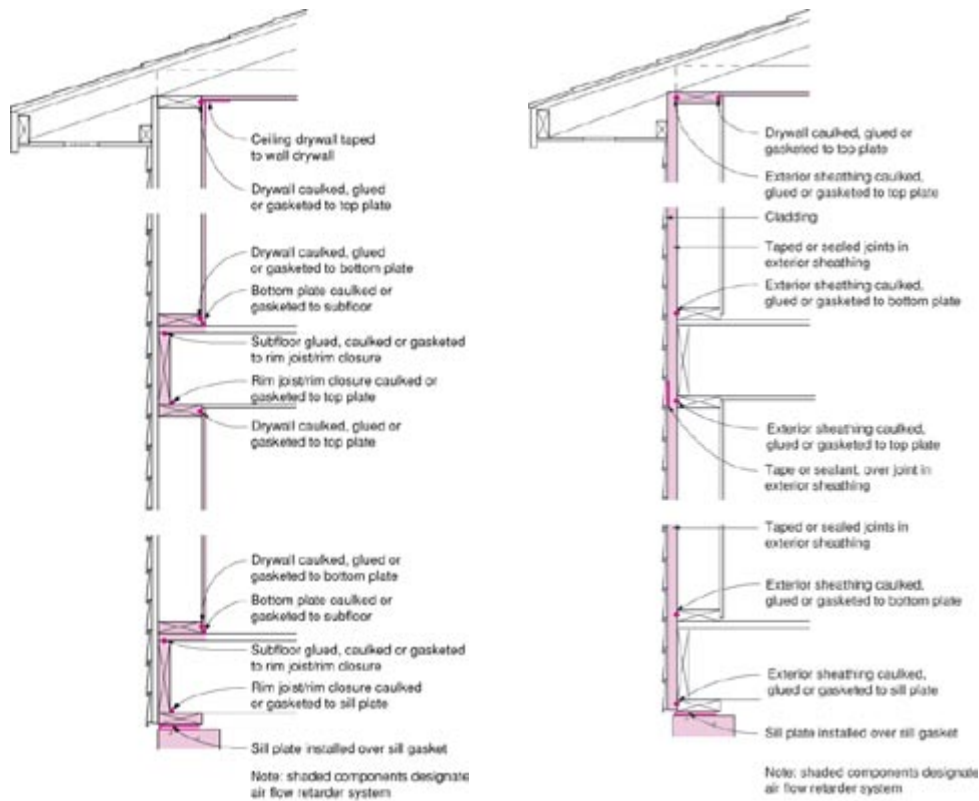 Ceiling drywall taped
to wall drywall
Drywall caulked, glued
or gasketed to top plate
Drywall caulked, glued
or gasketed to bottom plate
Bottom plate caulked or
gasketed to subfloor
Subfloor glued, caulked or gasketed
to rim joist/rim closure
Rim joist/rim closure caulked or
gasketed to top plate
Drywall caulked, glued or
gasketed to top plate
Drywall caulked, glued or
gasketed to bottom plate
Bottom plate caulked or
gasketed to subfloor
Subfloor glued, caulked or gasketed
to rim joist/rim closure
Rim joist/rim closure caulked
or gasketed to sill plate
Sill plate installed over sill gasket
Note: shaded components designate
air flow retarder system
Drywall caulked, glued or
gasketed to top plate
Exterior sheathing caulked,
glued or gasketed to top plate
Cladding
Taped or sealed joints in
exterior sheathing
Exterior sheathing caulked,
glued or gasketed to bottom plate
Exterior sheathing caulked,
glued or gasketed to top plate
Tape or sealant, over joint in
exterior sheathing
Taped or sealed joints in
exterior sheathing
Exterior sheathing caulked,
glued or gasketed to bottom plate
Exterior sheathing caulked,
glued or gasketed to sill plate
Sill plate installed over sill gasket
Note: shaded components designate
air flow retarder system